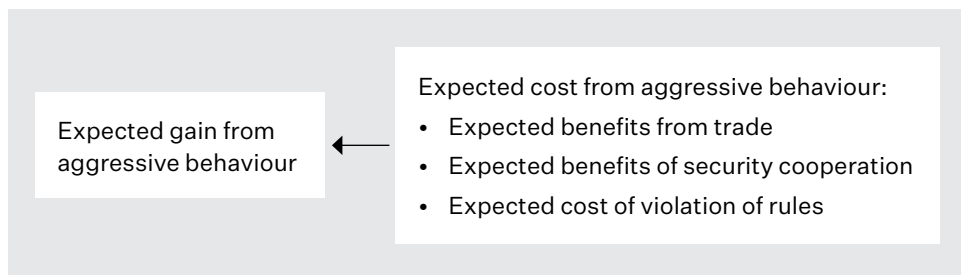 Expected gain from
aggressive behaviour
Expected cost from aggressive behaviour:
• Expected benefits from trade
• Expected benefits of security cooperation
• Expected cost of violation of rules